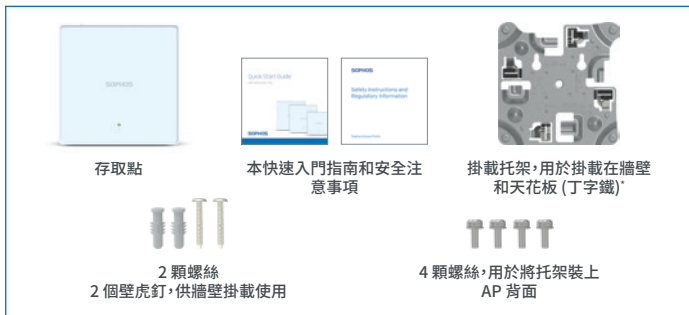 SOPHOS
Quick Start Guide
SOPHOS
SOPHOS
Safety Instructions and
Regulatory Information
存取點
本快速入門指南和安全注
意事項
掛載托架,用於掛載在牆壁
和天花板 (丁字鐵)*
2 顆螺絲
2 個壁虎釘,供牆壁掛載使用
4 顆螺絲,用於將托架裝上
AP 背面